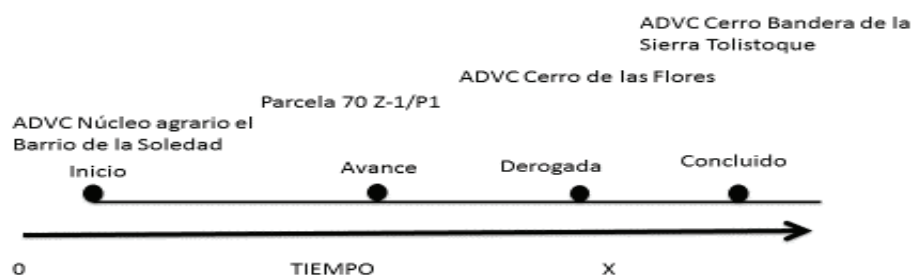 ADVC Cerro Bandera de la
Sierra Tolistoque
ADVC Cerro de las Flores
Parcela 70 Z-1/P1
ADVC Núcleo agrario el
Barrio de la Soledad
Inicio
Avance
Derogada
Concluido
0
TIEMPO
X